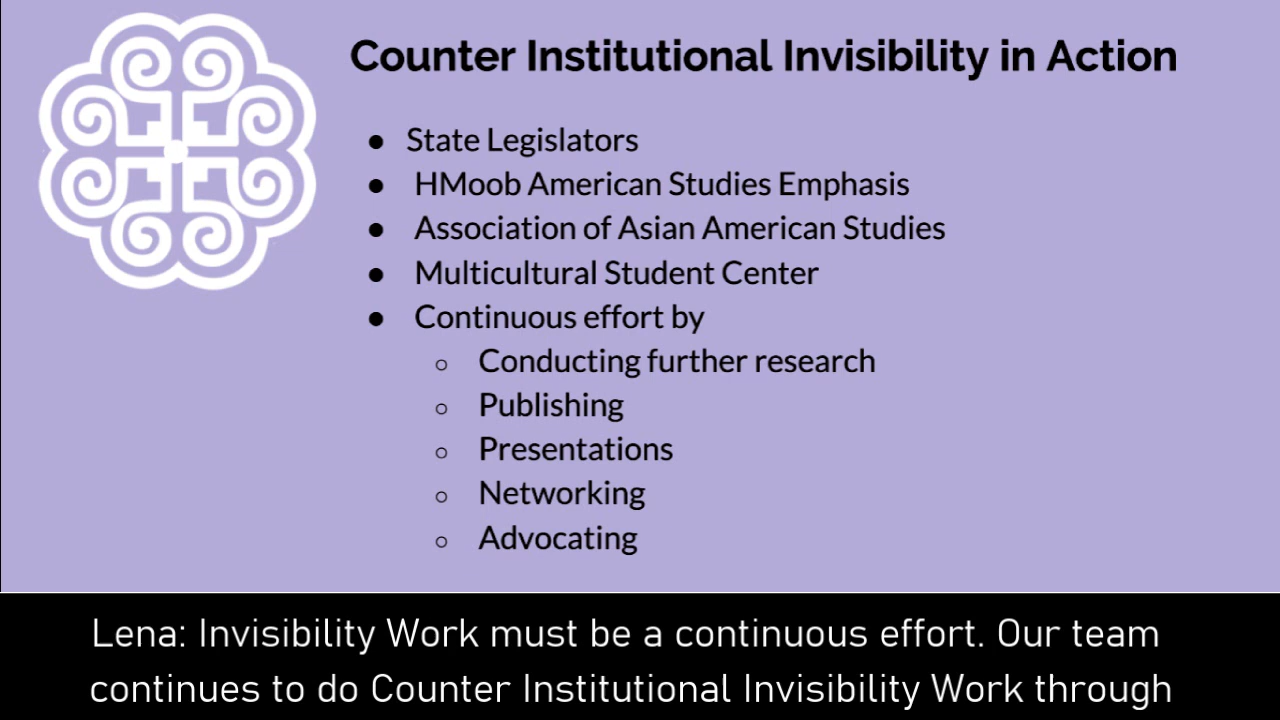 Counter Institutional Invisibility in Action
● State Legislators
● HMoob American Studies Emphasis
● Association of Asian American Studies
● Multicultural Student Center
● Continuous effort by
○ Conducting further research
○ Publishing
○ Presentations
○ Networking
○ Advocating
Lena: Invisibility Work must be a continuous effort. Our team
continues to do Counter Institutional Invisibility Work through